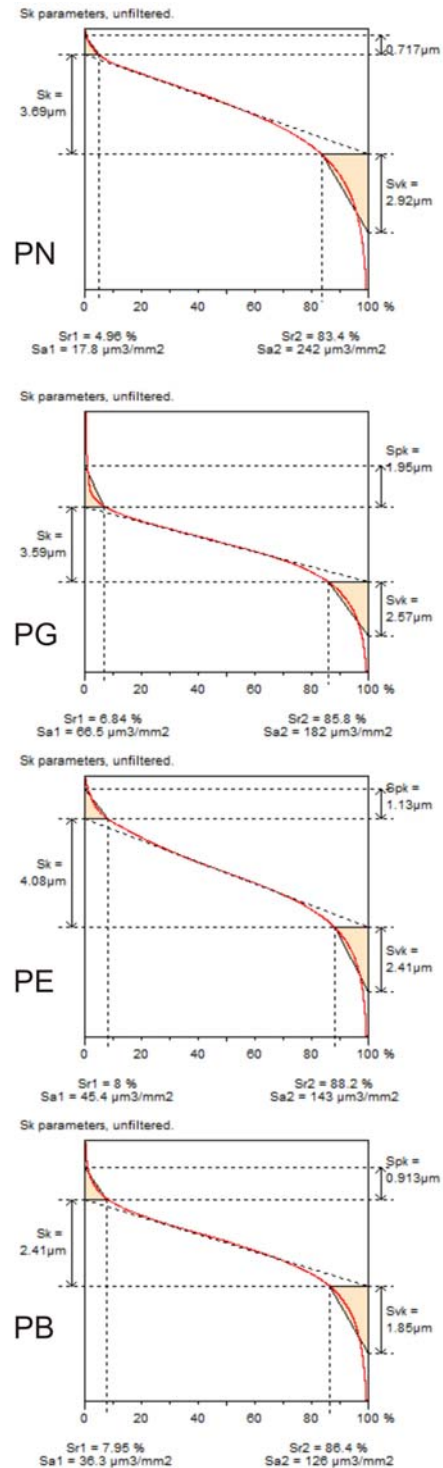 Sk parameters, unfiltered.
0.717µm
Sk =
3.69µm
Svk =
2.92µm
PN
0 20 40 60 80 100 %
Sr1 = 4.96 % Sr2 = 83.4 %
Sa1 = 17.8 µm3/mm2 Sa2 = 242 µm3/mm2
Sk parameters, unfiltered.
Spk =
1.95µm
Sk =
3.59µm
Svk =
2.57µm
PG
0 20 40 60 80 100 %
Sr1 = 6.84 % Sr2 = 85.8 %
Sa1 = 66.5 µm3/mm2 Sa2 = 182 µm3/mm2
Sk parameters, unfiltered.
Spk =
1.13µm
Sk =
4.08µm
Svk =
2.41µm
PE
0 20 40 60 80 100 %
Sr1 = 8 % Sr2 = 88.2 %
Sa1 = 45.4 µm3/mm2 Sa2 = 143 µm3/mm2
Sk parameters, unfiltered.
Spk =
0.913µm
Sk =
2.41µm
Svk =
1.85µm
PB
0 20 40 60 80 100 %
Sr1 = 7.95 % Sr2 = 86.4 %
Sa1 = 36.3 µm3/mm2 Sa2 = 126 µm3/mm2